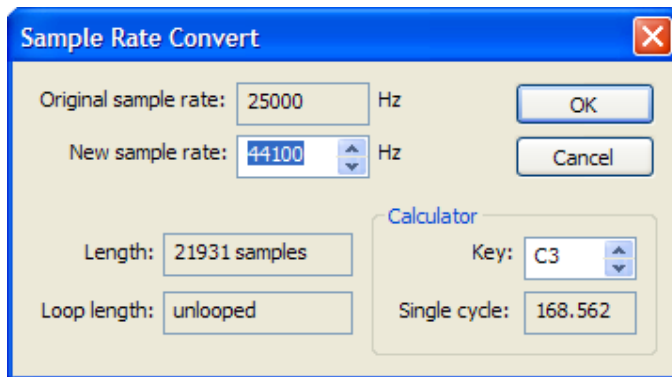 Sample Rate Convert
Original sample rate: 25000 Hz
OK
New sample rate: 44100 Hz
Cancel
Calculator
Length: 21931 samples
Key: C3
Loop length: unlooped
Single cycle: 168.562